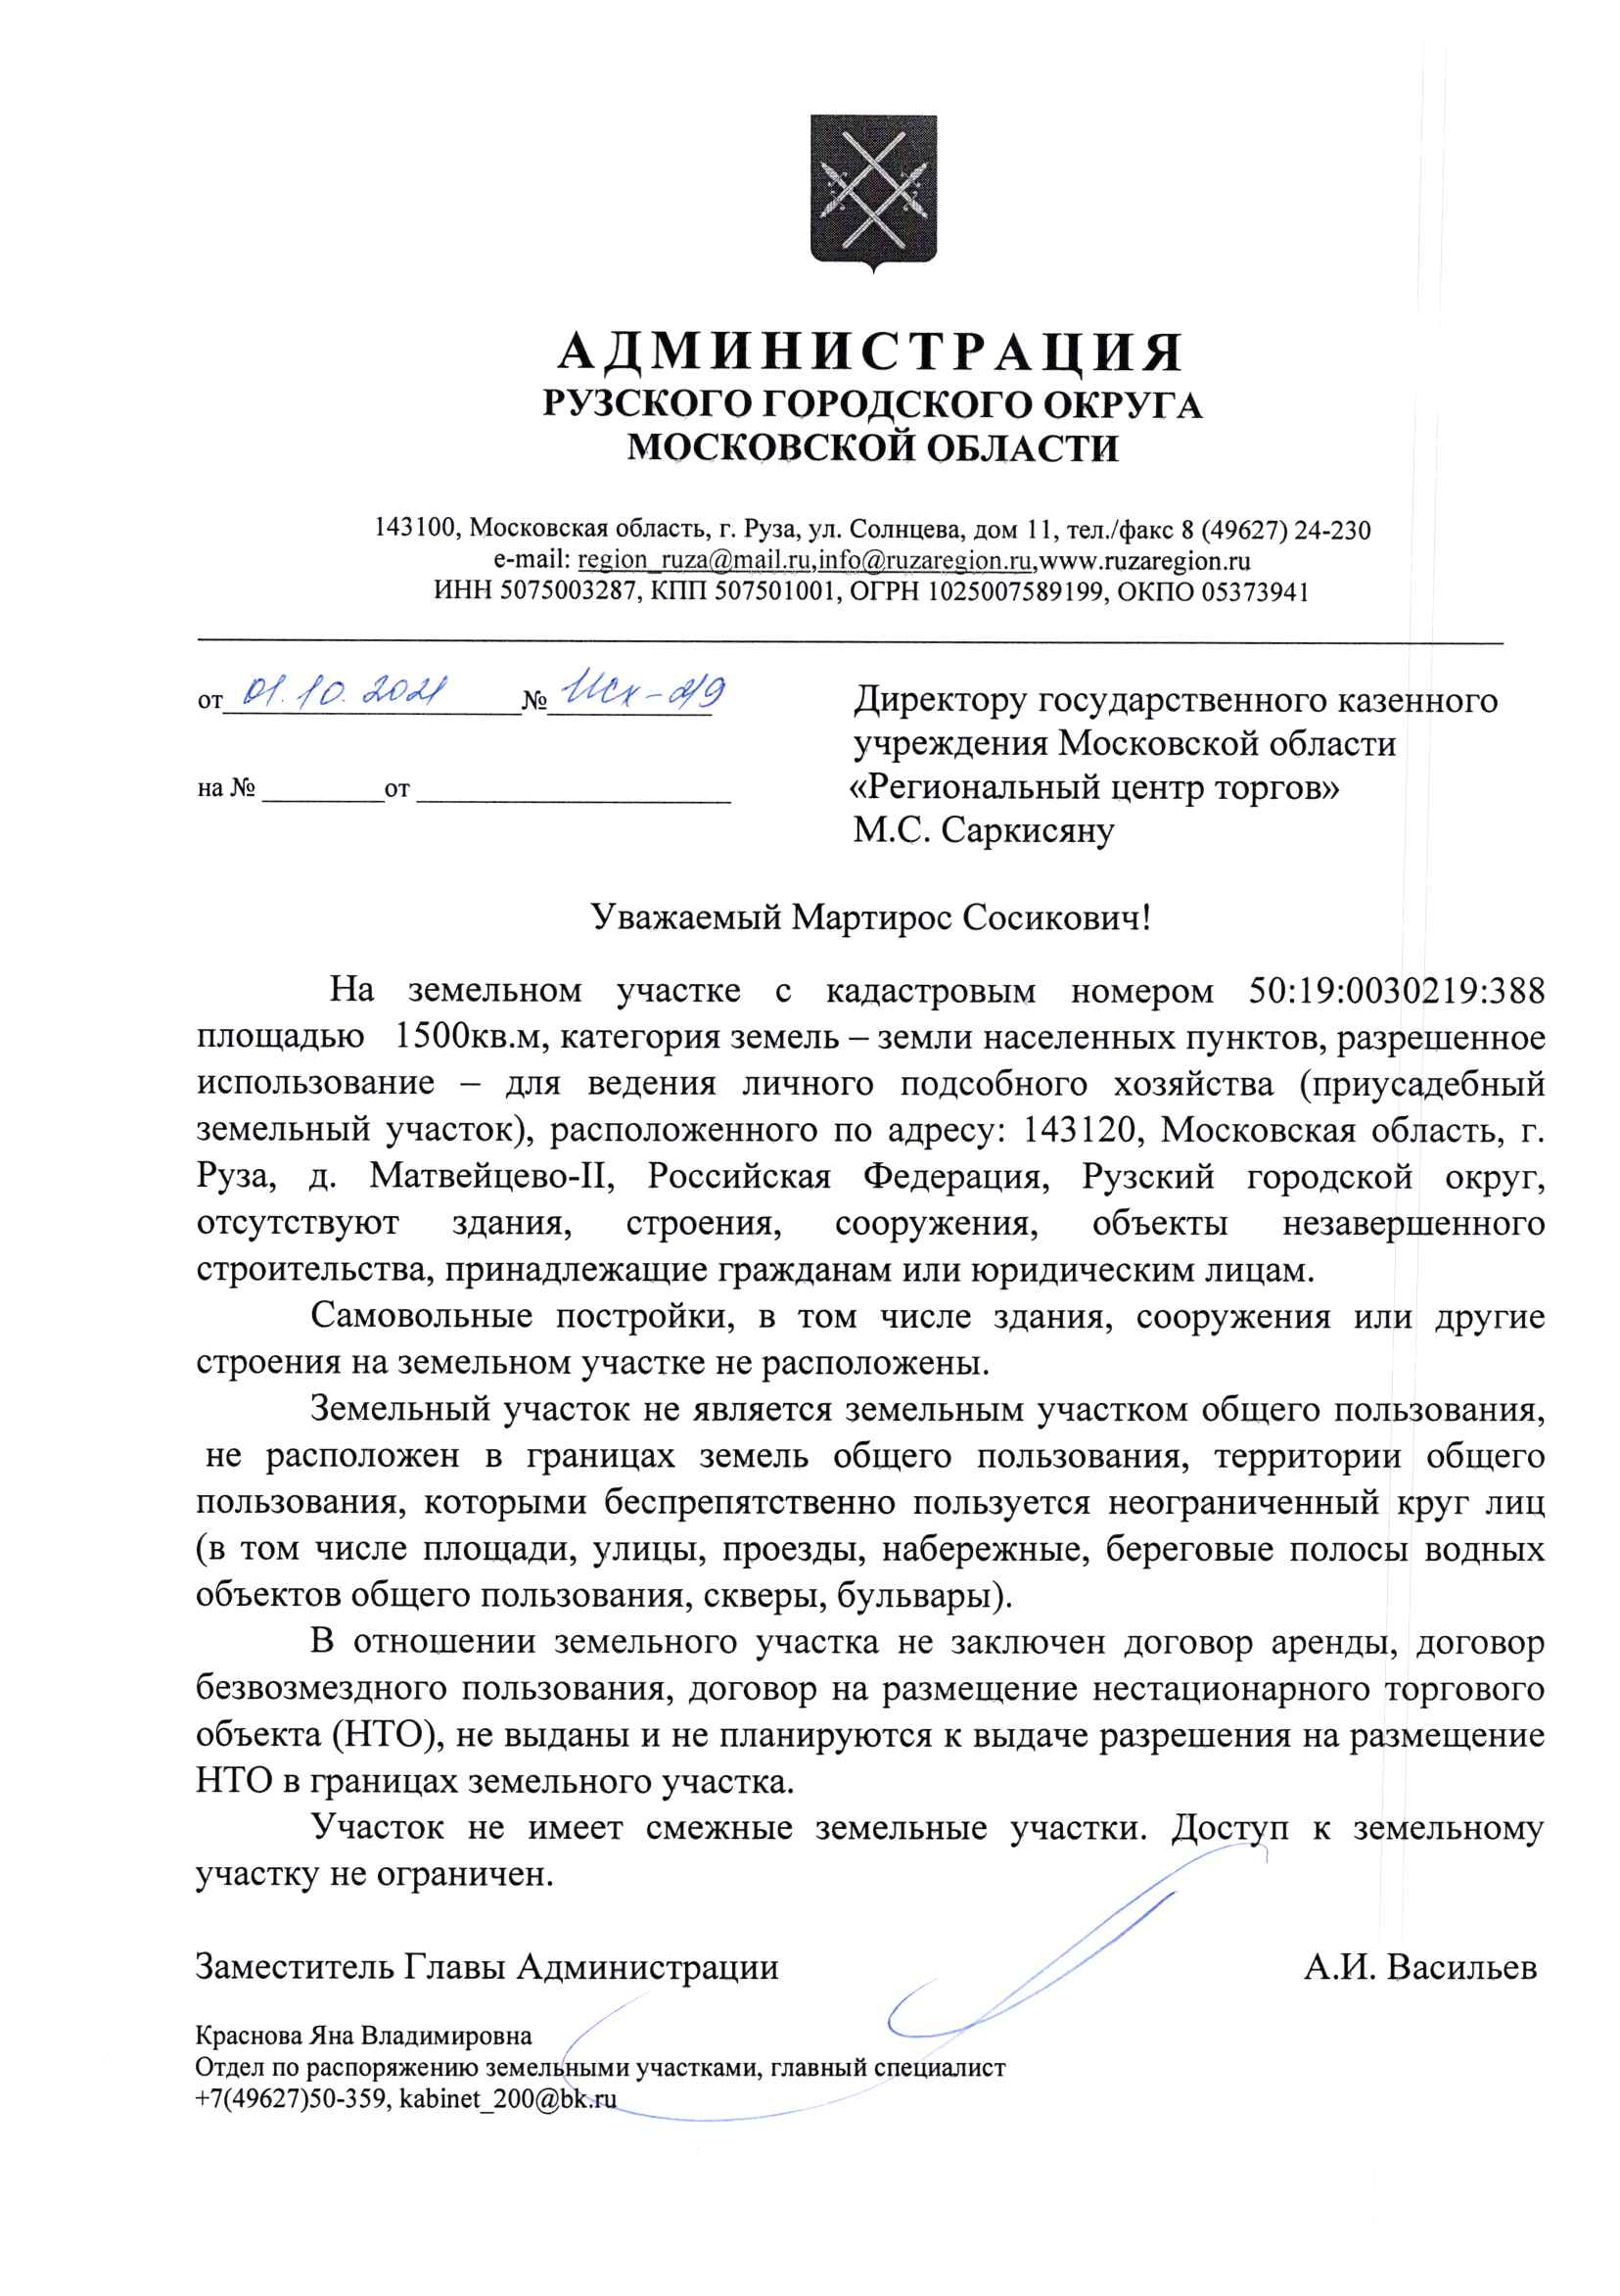 АДМИНИСТРАЦИЯ
РУЗСКОГО ГОРОДСКОГО ОКРУГА
МОСКОВСКОЙ ОБЛАСТИ
143100, Московская область, г. Руза, ул. Солнцева, дом 11, тел./факс 8 (49627) 24-230
e-mail: region_ruza@mail.ru,info@ruzaregion.ru,www.ruzaregion.ru
ИНН 5075003287, КПП 507501001, ОГРН 1025007589199, ОКПО 05373941
от 01.10.2021 № Исх-
на № от
Директору государственного казенного
учреждения Московской области
«Региональный центр торгов»
М.С. Саркисяну
Уважаемый Мартирос Сосикович!
На земельном участке с кадастровым номером 50:19:0030219:388
площадью 1500кв.м, категория земель – земли населенных пунктов, разрешенное
использование – для ведения личного подсобного хозяйства (приусадебный
земельный участок), расположенного по адресу: 143120, Московская область, г.
Руза, д. Матвейцево-II, Российская Федерация, Рузский городской округ,
отсутствуют здания, строения, сооружения, объекты незавершенного
строительства, принадлежащие гражданам или юридическим лицам.
Самовольные постройки, в том числе здания, сооружения или другие
строения на земельном участке не расположены.
Земельный участок не является земельным участком общего пользования,
не расположен в границах земель общего пользования, территории общего
пользования, которыми беспрепятственно пользуется неограниченный круг лиц
(в том числе площади, улицы, проезды, набережные, береговые полосы водных
объектов общего пользования, скверы, бульвары).
В отношении земельного участка не заключен договор аренды, договор
безвозмездного пользования, договор на размещение нестационарного торгового
объекта (НТО), не выданы и не планируются к выдаче разрешения на размещение
НТО в границах земельного участка.
Участок не имеет смежные земельные участки. Доступ к земельному
участку не ограничен.
Заместитель Главы Администрации А.И. Васильев
Краснова Яна Владимировна
Отдел по распоряжению земельными участками, главный специалист
+7(49627)50-359, kabinet_200@bk.ru